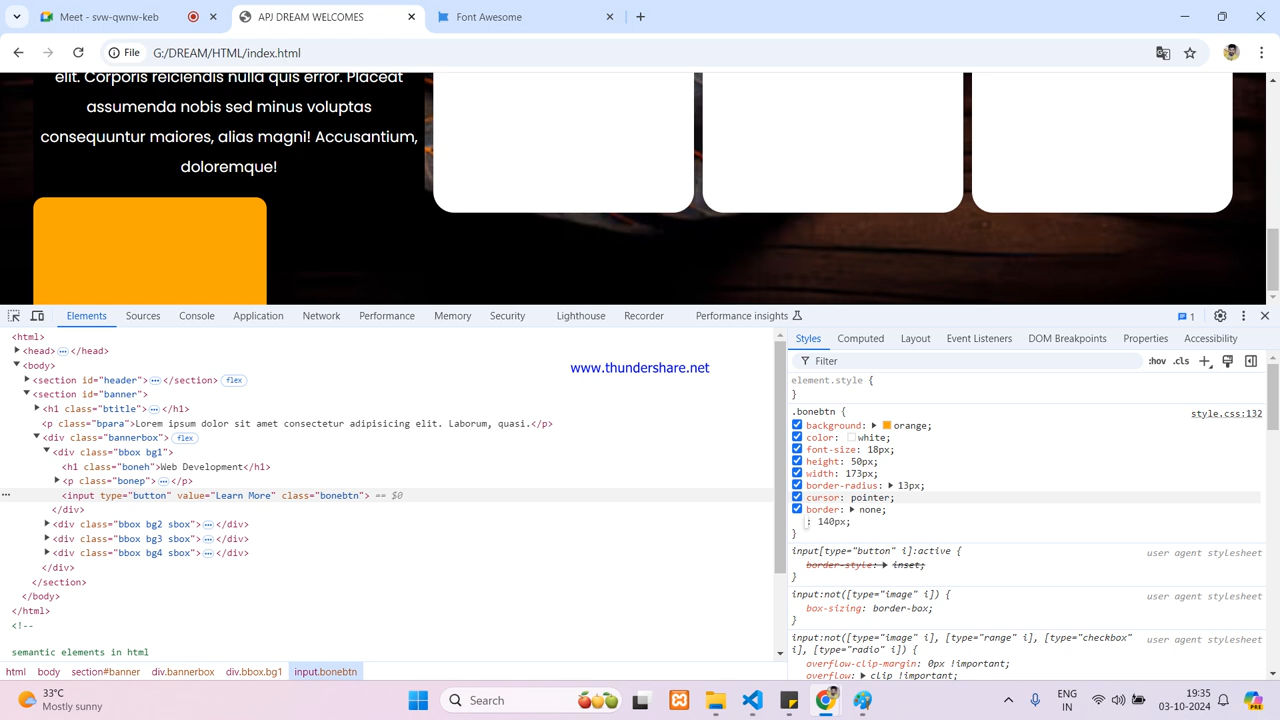 Meet - svw-qwnw-keb
APJ DREAM WELCOMES
Font Awesome
File G:/DREAM/HTML/index.html
elit. Corporis reiciendis nulla quis error. Placeat
assumenda nobis sed minus voluptas
consequuntur maiores, alias magni! Accusantium,
doloremque!
Elements Sources Console Application Network Performance Memory Security Lighthouse Recorder Performance insights 1
<html>
<head> </head>
<body>
<section id="header"> </section> flex
<section id="banner">
<h1 class="btitle"> </h1>
<p class="bpara">Lorem ipsum dolor sit amet consectetur adipisicing elit. Laborum, quasi.</p>
<div class="bannerbox"> flex
<div class="bbox bg1">
<h1 class="boneh">Web Development</h1>
<p class="bonep"> </p>
<input type="button" value="Learn More" class="bonebtn"> == $0
</div>
<div class="bbox bg2 sbox"> </div>
<div class="bbox bg3 sbox"> </div>
<div class="bbox bg4 sbox"> </div>
</div>
</section>
</body>
</html>
<!--
semantic elements in html
www.thundershare.net
html body section#banner div.bannerbox div.bbox.bg1 input.bonebtn
Styles Computed Layout Event Listeners DOM Breakpoints Properties Accessibility
Filter :hov .cls
element.style {
}
.bonebtn { style.css:132
background: orange;
color: white;
font-size: 18px;
height: 50px;
width: 173px;
border-radius: 13px;
cursor: pointer;
border: none;
: 140px;
}
input[type="button" i]:active { user agent stylesheet
border-style: inset;
}
input:not([type="image" i]) { user agent stylesheet
box-sizing: border-box;
}
input:not([type="image" i], [type="range" i], [type="checkbox" user agent stylesheet
i], [type="radio" i]) {
overflow-clip-margin: 0px !important;
overflow: clip !important;
33°C
Mostly sunny
Search
ENG
IN
19:35
03-10-2024